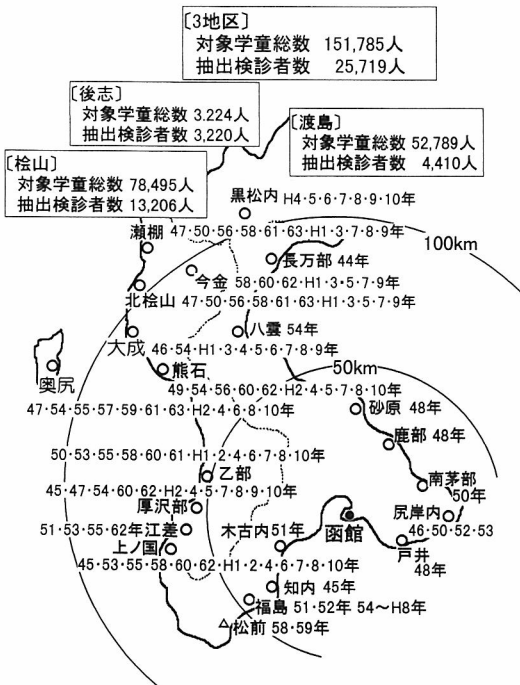 〔3地区〕
対象学童総数 151,785人
抽出検診者数 25,719人
〔後志〕
対象学童総数 3.224人
抽出検診者数 3,220人
〔渡島〕
対象学童総数 52,789人
抽出検診者数 4,410人
〔桧山〕
対象学童総数 78,495人
抽出検診者数 13,206人
黒松内 H4・5・6・7・8・9・10年
瀬棚 47・50・56・58・61・63・H1・3・7・8・9年
100km
長万部 44年
今金 58・60・62・H1・3・5・7・9年
北桧山 47・50・56・58・61・63・H1・3・5・7・9年
八雲 54年
大成 46・54・H1・3・4・5・6・7・8・9年
50km
熊石
49・54・56・60・62・H2・4・5・7・8・10年
奥尻
47・54・55・57・59・61・63・H2・4・6・8・10年
砂原 48年
鹿部 48年
50・53・55・58・60・61・H1・2・4・6・7・8・10年
乙部
南茅部
50年
45・47・54・60・62・H2・4・5・7・8・9・10年
厚沢部
尻岸内
46・50・52・53
函館
51・53・55・62年 江差
木古内 51年
戸井
48年
上ノ国
45・53・55・58・60・62・H1・2・4・6・7・8・10年
知内 45年
福島 51・52年 54〜H8年
松前 58・59年